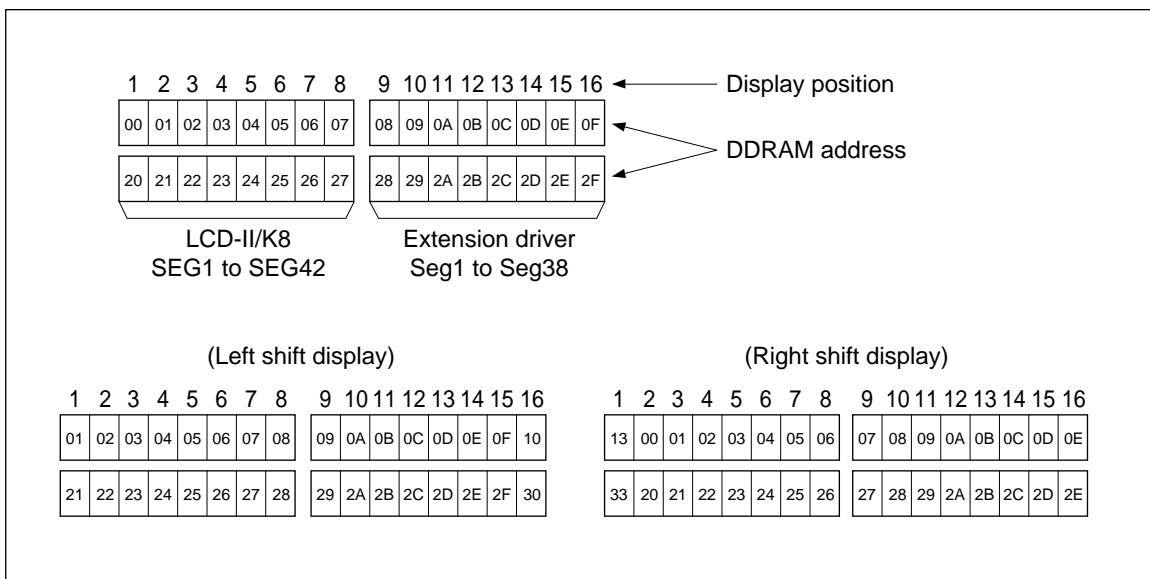 1 2 3 4 5 6 7 8 9 10 11 12 13 14 15 16 Display position
00 01 02 03 04 05 06 07 08 09 0A 0B 0C 0D 0E 0F
DDRAM address
20 21 22 23 24 25 26 27 28 29 2A 2B 2C 2D 2E 2F
LCD-II/K8 Extension driver
SEG1 to SEG42 Seg1 to Seg38
(Left shift display) (Right shift display)
1 2 3 4 5 6 7 8 9 10 11 12 13 14 15 16 1 2 3 4 5 6 7 8 9 10 11 12 13 14 15 16
01 02 03 04 05 06 07 08 09 0A 0B 0C 0D 0E 0F 10 13 00 01 02 03 04 05 06 07 08 09 0A 0B 0C 0D 0E
21 22 23 24 25 26 27 28 29 2A 2B 2C 2D 2E 2F 30 33 20 21 22 23 24 25 26 27 28 29 2A 2B 2C 2D 2E